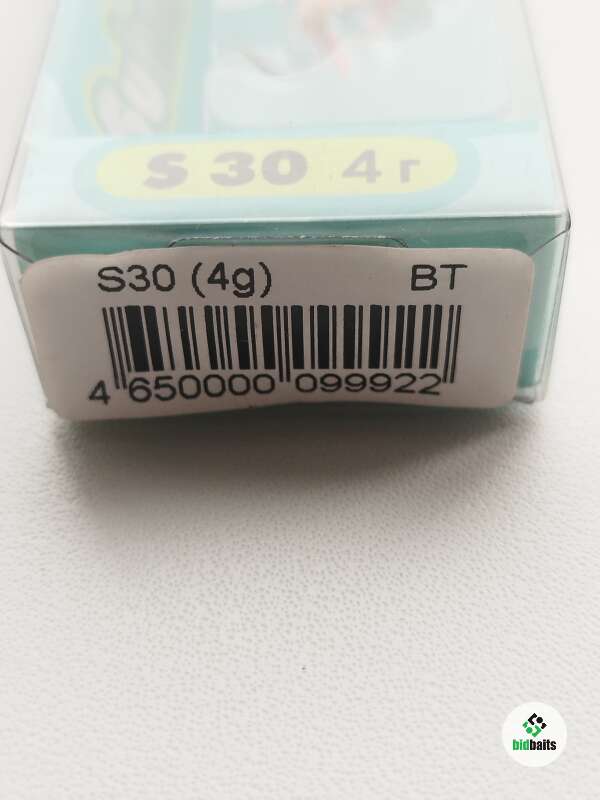 S 30 4 г
S30 (4g) BT
4 650000 099922
bidbaits